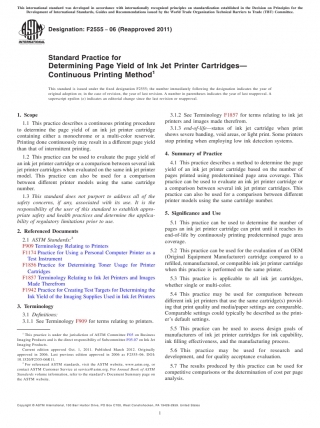 This international standard was developed in accordance with internationally recognized principles on standardization established in the Decision on Principles for the
Development of International Standards, Guides and Recommendations issued by the World Trade Organization Technical Barriers to Trade (TBT) Committee.
Designation: F2555 − 06 (Reapproved 2011)
INTERNATIONAL
Standard Practice for
Determining Page Yield of Ink Jet Printer Cartridges—
Continuous Printing Method1
This standard is issued under the fixed designation F2555; the number immediately following the designation indicates the year of
original adoption or, in the case of revision, the year of last revision. A number in parentheses indicates the year of last reapproval. A
superscript epsilon (ε) indicates an editorial change since the last revision or reapproval.
1. Scope
1.1 This practice describes a continuous printing procedure
to determine the page yield of an ink jet printer cartridge
containing either a monochrome or a multi-color reservoir.
Printing done continuously may result in a different page yield
than that of intermittent printing.
1.2 This practice can be used to evaluate the page yield of
an ink jet printer cartridge or a comparison between several ink
jet printer cartridges when evaluated on the same ink jet printer
model. This practice can also be used for a comparison
between different printer models using the same cartridge
number.
1.3 This standard does not purport to address all of the
safety concerns, if any, associated with its use. It is the
responsibility of the user of this standard to establish appro-
priate safety and health practices and determine the applica-
bility of regulatory limitations prior to use.
2. Referenced Documents
2.1 ASTM Standards:2
F909 Terminology Relating to Printers
F1174 Practice for Using a Personal Computer Printer as a
Test Instrument
F1856 Practice for Determining Toner Usage for Printer
Cartridges
F1857 Terminology Relating to Ink Jet Printers and Images
Made Therefrom
F1942 Practice for Creating Test Targets for Determining the
Ink Yield of the Imaging Supplies Used in Ink Jet Printers
3. Terminology
3.1 Definitions:
3.1.1 See Terminology F909 for terms relating to printers.
1 This practice is under the jurisdiction of ASTM Committee F05 on Business
Imaging Products and is the direct responsibility of Subcommittee F05.07 on Ink Jet
Imaging Products.
Current edition approved Oct. 1, 2011. Published March 2012. Originally
approved in 2006. Last previous edition approved in 2006 as F2555–06. DOI:
10.1520/F2555-06R11.
2 For referenced ASTM standards, visit the ASTM website, www.astm.org, or
contact ASTM Customer Service at service@astm.org. For Annual Book of ASTM
Standards volume information, refer to the standard's Document Summary page on
the ASTM website.
3.1.2 See Terminology F1857 for terms relating to ink jet
printers and images made therefrom.
3.1.3 end-of-life—status of ink jet cartridge when print
shows severe banding, void areas, or light print. Some printers
stop printing when employing low ink detection systems.
4. Summary of Practice
4.1 This practice describes a method to determine the page
yield of an ink jet printer cartridge based on the number of
pages printed using predetermined page area coverage. This
practice can be used to evaluate an ink jet printer cartridge or
a comparison between several ink jet printer cartridges. This
practice can also be used for a comparison between different
printer models using the same cartridge number.
5. Significance and Use
5.1 This practice can be used to determine the number of
pages an ink jet printer cartridge can print until it reaches its
end-of-life by continuously printing predetermined page area
coverage.
5.2 This practice can be used for the evaluation of an OEM
(Original Equipment Manufacturer) cartridge compared to a
refilled, remanufactured, or compatible ink jet printer cartridge
when this practice is performed on the same printer.
5.3 This practice is applicable to all ink jet cartridges,
whether single or multi-color.
5.4 This practice may be used for comparison between
different ink jet printers that use the same cartridge(s) provid-
ing that print print quality and media/paper settings are comparable.
Comparable settings could typically be described as the print-
er's default settings.
5.5 This practice can be used to assess design goals of
manufacturers of ink jet printer cartridges for ink capability,
ink filling effectiveness, and the manufacturing process.
5.6 This practice may be used for research and
development, and for quality acceptance evaluation.
5.7 The results produced by this practice can be used for
competitive comparisons or the determination of cost per page
analysis.
Copyright © ASTM International, 100 Barr Harbor Drive, PO Box C700, West Conshohocken, PA 19428-2959. United States
1